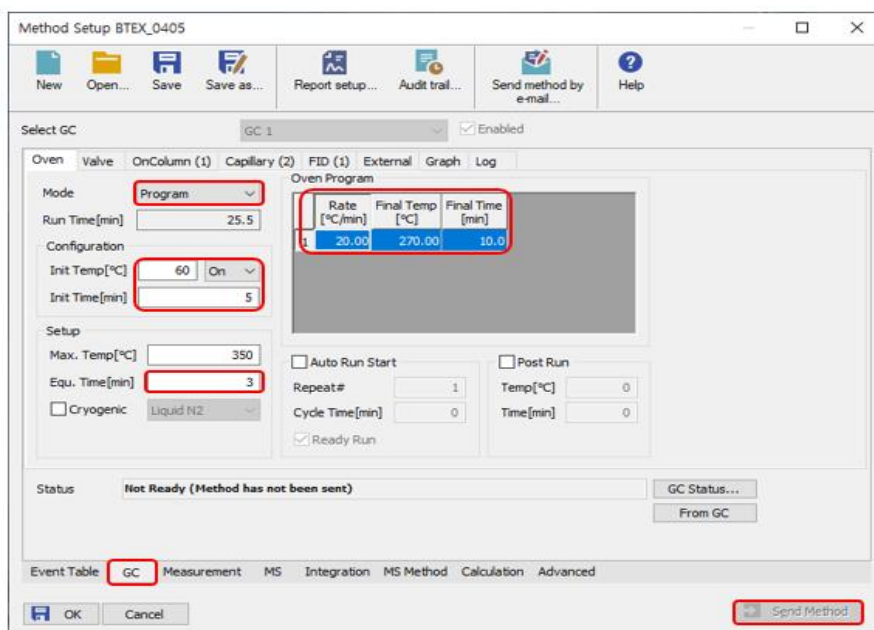 Method Setup BTEX_0405
New Open... Save Save as... Report setup... Audit trail... Send method by e-mail... Help
Select GC GC 1 Enabled
Oven Valve OnColumn (1) Capillary (2) FID (1) External Graph Log
Mode Program
Run Time[min] 25.5
Configuration
Init Temp[°C] 60 On
Init Time[min] 5
Setup
Max. Temp[°C] 350
Equ. Time[min] 3
Cryogenic Liquid N2
Oven Program
Rate [°C/min] Final Temp [°C] Final Time [min]
1 20.00 270.00 10.0
Auto Run Start
Repeat# 1
Cycle Time[min] 0
Ready Run
Post Run
Temp[°C] 0
Time[min] 0
Status Not Ready (Method has not been sent) GC Status...
From GC
Event Table GC Measurement MS Integration MS Method Calculation Advanced
OK Cancel Send Method